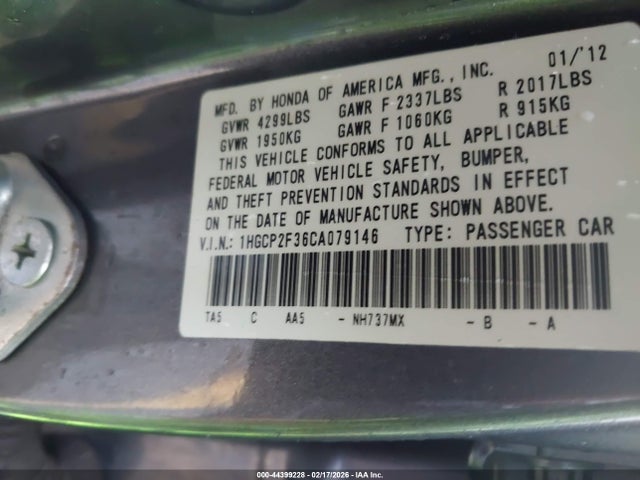 MFD. BY HONDA OF AMERICA MFG., INC. 01/'12
GVWR 4299LBS GAWR F 2337LBS R 2017LBS
GVWR 1950KG GAWR F 1060KG R 915KG
THIS VEHICLE CONFORMS TO ALL APPLICABLE
FEDERAL MOTOR VEHICLE SAFETY, BUMPER,
AND THEFT PREVENTION STANDARDS IN EFFECT
ON THE DATE OF MANUFACTURE SHOWN ABOVE.
V.I.N.: 1HGCP2F36CA079146 TYPE: PASSENGER CAR
TA5 C AA5 - NH737MX - B - A
000-44399228 - 02/17/2026 - IAA Inc.